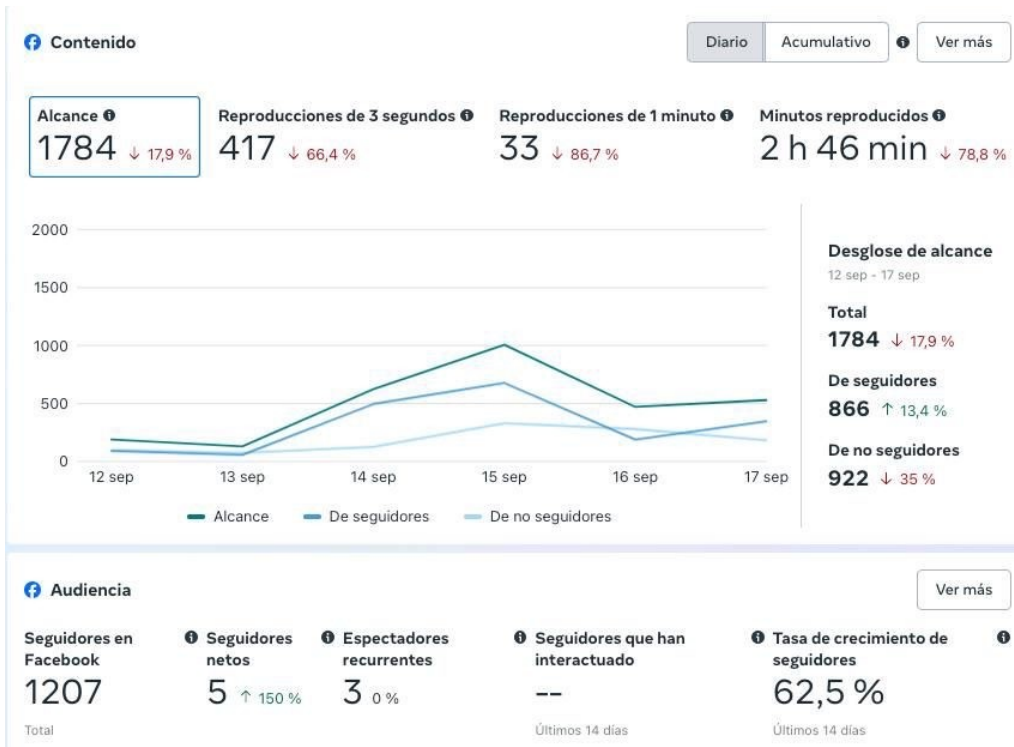 Contenido
Diario Acumulativo Ver más
Alcance Reproducciones de 3 segundos Reproducciones de 1 minuto Minutos reproducidos
1784 ↓ 17,9 % 417 ↓ 66,4 % 33 ↓ 86,7 % 2 h 46 min ↓ 78,8 %
2000
1500
1000
500
0
12 sep 13 sep 14 sep 15 sep 16 sep 17 sep
Alcance De seguidores De no seguidores
Desglose de alcance
12 sep - 17 sep
Total
1784 ↓ 17,9 %
De seguidores
866 ↑ 13,4 %
De no seguidores
922 ↓ 35 %
Audiencia
Ver más
Seguidores en
Facebook
1207
Total
Seguidores
netos
5 ↑ 150 %
Espectadores
recurrentes
3 0 %
Seguidores que han
interactuado
--
Últimos 14 días
Tasa de crecimiento de
seguidores
62,5 %
Últimos 14 días